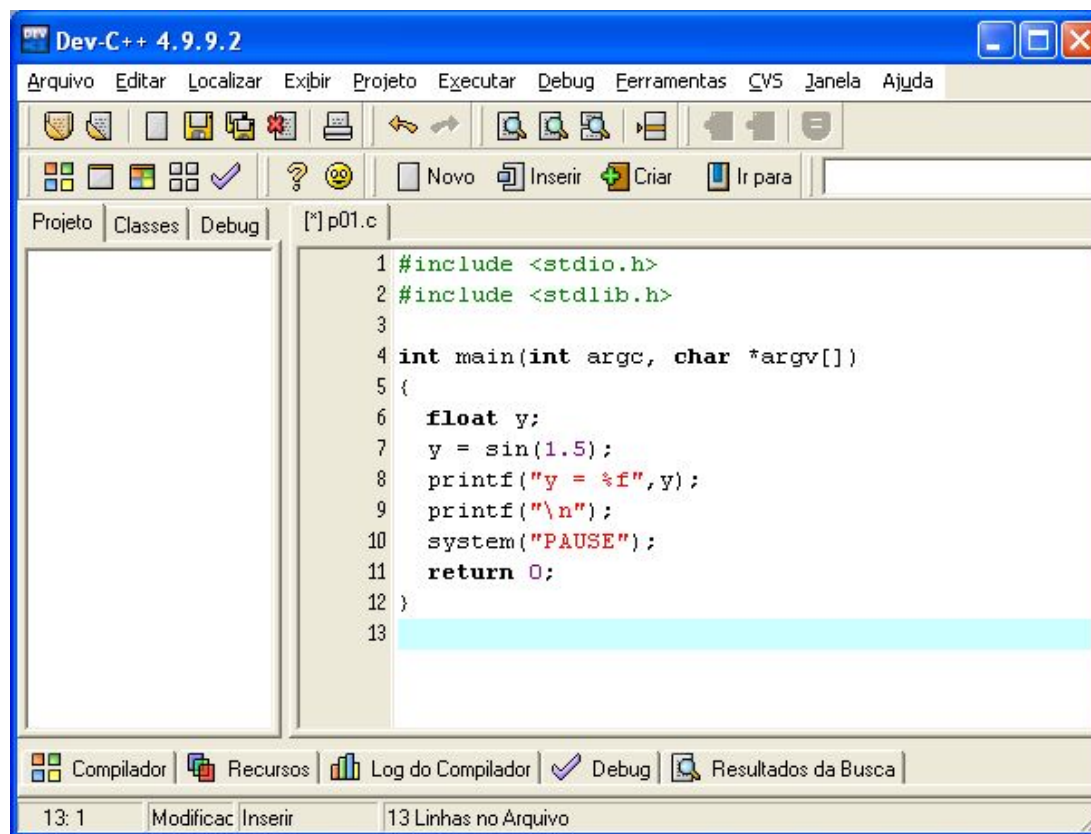 Dev-C++ 4.9.9.2
Arquivo Editar Localizar Exibir Projeto Executar Debug Ferramentas CVS Janela Ajuda
Novo Inserir Criar Ir para
Projeto Classes Debug [*] p01.c
1 #include <stdio.h>
2 #include <stdlib.h>
3
4 int main(int argc, char *argv[])
5 {
6 float y;
7 y = sin(1.5);
8 printf("y = %f",y);
9 printf("\n");
10 system("PAUSE");
11 return 0;
12 }
13
Compilador Recursos Log do Compilador Debug Resultados da Busca
13: 1 Modificac Inserir 13 Linhas no Arquivo